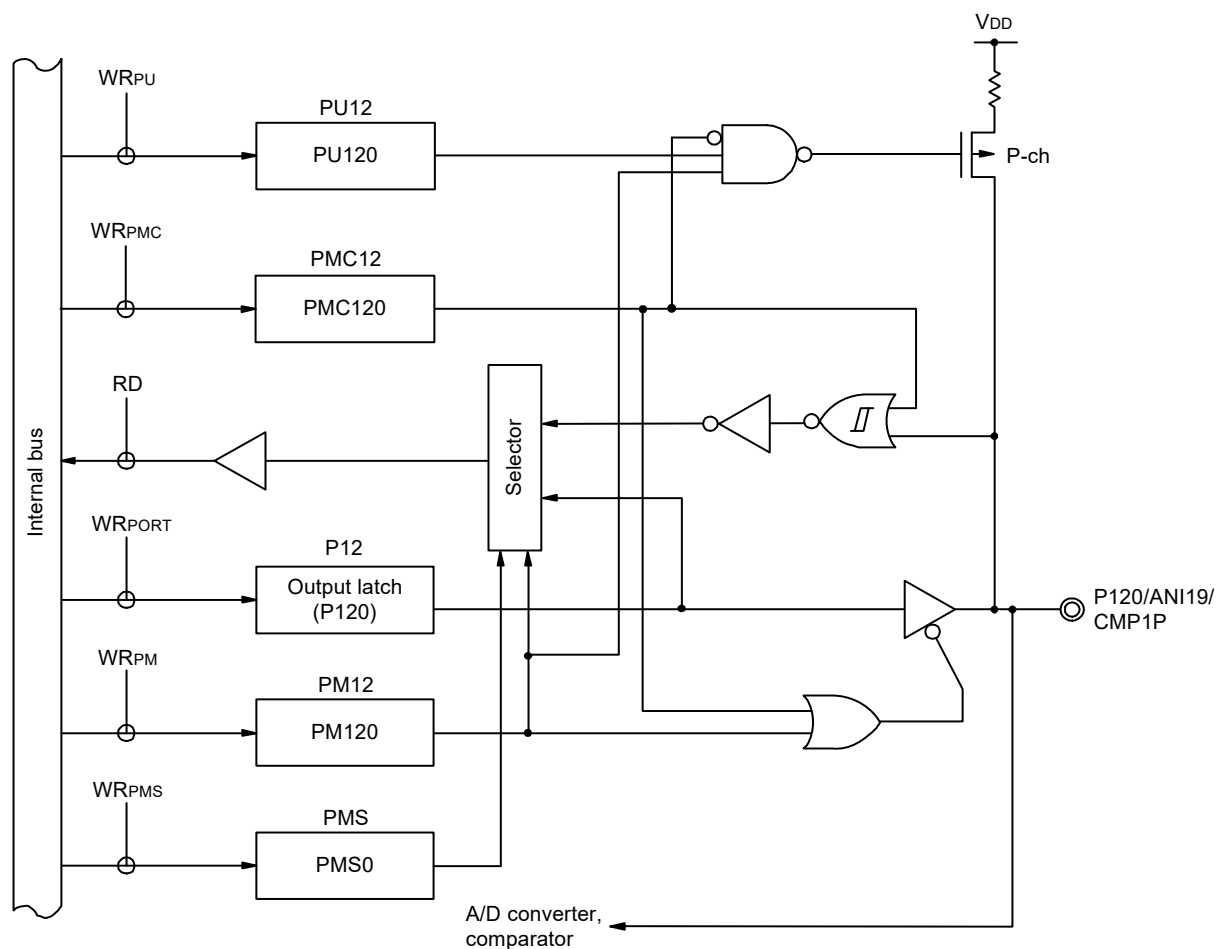 VDD
WRPU
PU12
PU120
P-ch
WRPMC
PMC12
PMC120
RD
Selector
Internal bus
WRPORT
P12
Output latch
(P120)
P120/ANI19/
CMP1P
WRPM
PM12
PM120
WRPMS
PMS
PMS0
A/D converter,
comparator